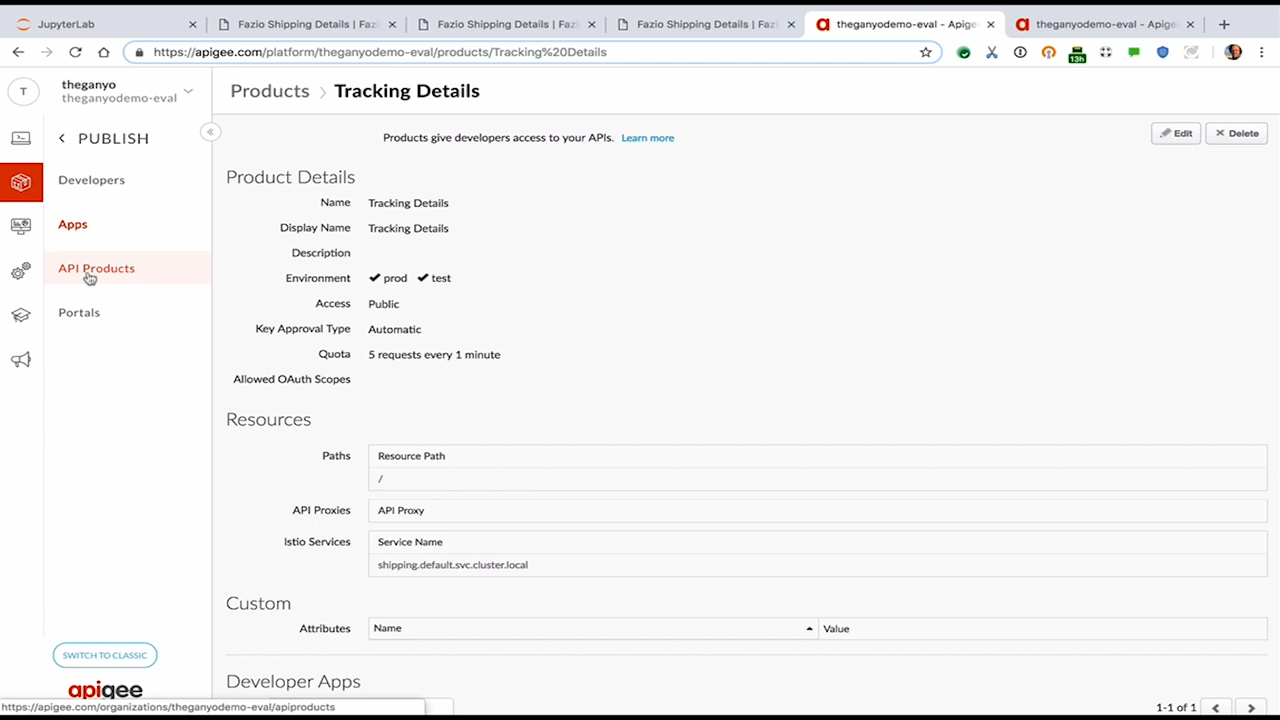 JupyterLab
Fazio Shipping Details | Fazi
Fazio Shipping Details | Fazi
Fazio Shipping Details | Fazi
theganyodemo-eval - Apige
theganyodemo-eval - Apige
https://apigee.com/platform/theganyodemo-eval/products/Tracking%20Details
13h
T
theganyo
theganyodemo-eval
Products > Tracking Details
PUBLISH
Products give developers access to your APIs. Learn more
Edit
Delete
Developers
Apps
API Products
Portals
Product Details
Name Tracking Details
Display Name Tracking Details
Description
Environment prod test
Access Public
Key Approval Type Automatic
Quota 5 requests every 1 minute
Allowed OAuth Scopes
Resources
Paths Resource Path
/
API Proxies API Proxy
Istio Services Service Name
shipping.default.svc.cluster.local
Custom
Attributes Name Value
SWITCH TO CLASSIC
apigee
Developer Apps
https://apigee.com/organizations/theganyodemo-eval/apiproducts
1-1 of 1